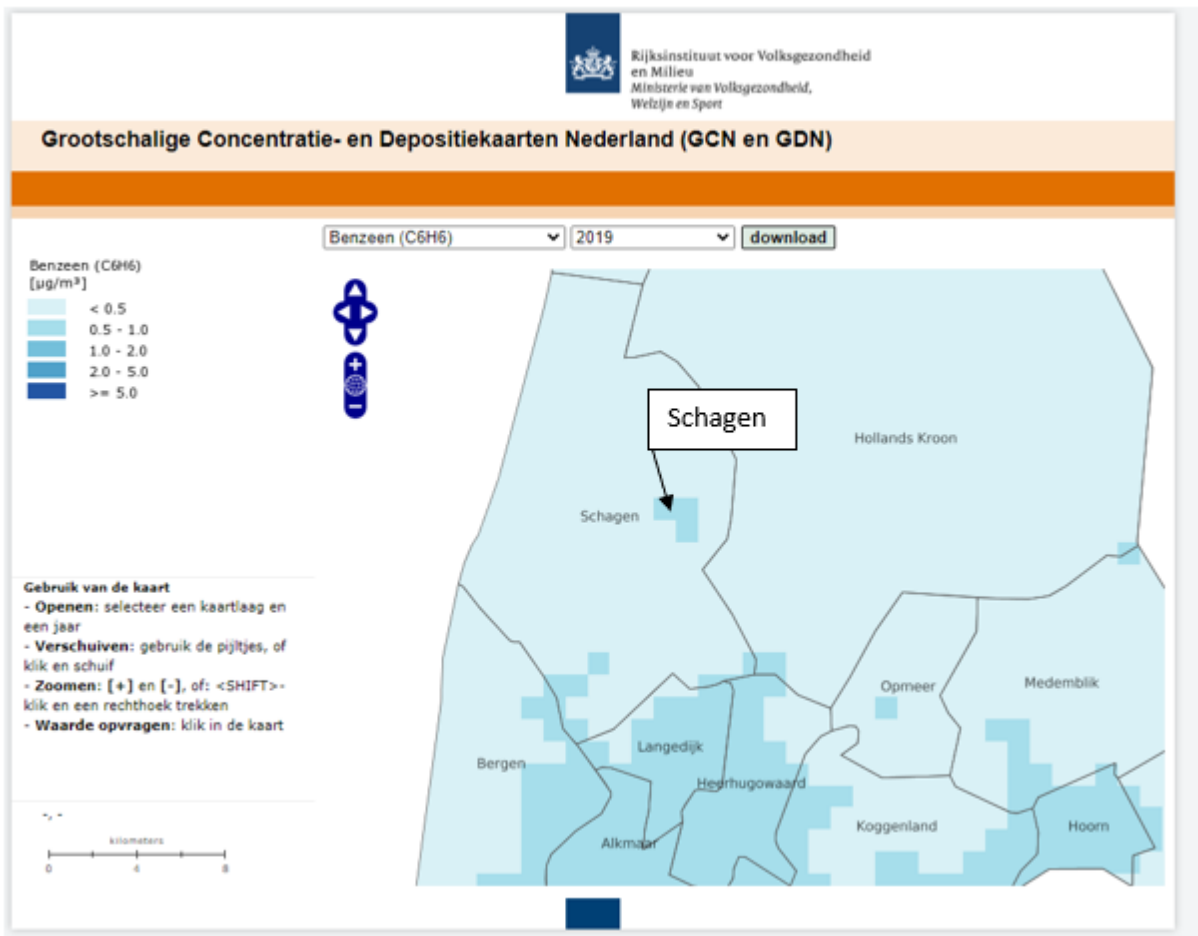 Rijksinstituut voor Volksgezondheid
en Milieu
Ministerie van Volksgezondheid,
Welzijn en Sport
Grootschalige Concentratie- en Depositiekaarten Nederland (GCN en GDN)
Benzeen (C6H6)
2019
download
Benzeen (C6H6)
[µg/m³]
< 0.5
0.5 - 1.0
1.0 - 2.0
2.0 - 5.0
>= 5.0
Schagen
Hollands Kroon
Schagen
Gebruik van de kaart
- Openen: selecteer een kaartlaag en
een jaar
- Verschuiven: gebruik de pijltjes, of
klik en schuif
- Zoomen: [+] en [-], of: <SHIFT>-
klik en een rechthoek trekken
- Waarde opvragen: klik in de kaart
Opmeer
Medemblik
Langedijk
Bergen
Heerhugowaard
Koggenland
Hoorn
Alkmaar
-, -
kilometers
0 4 8